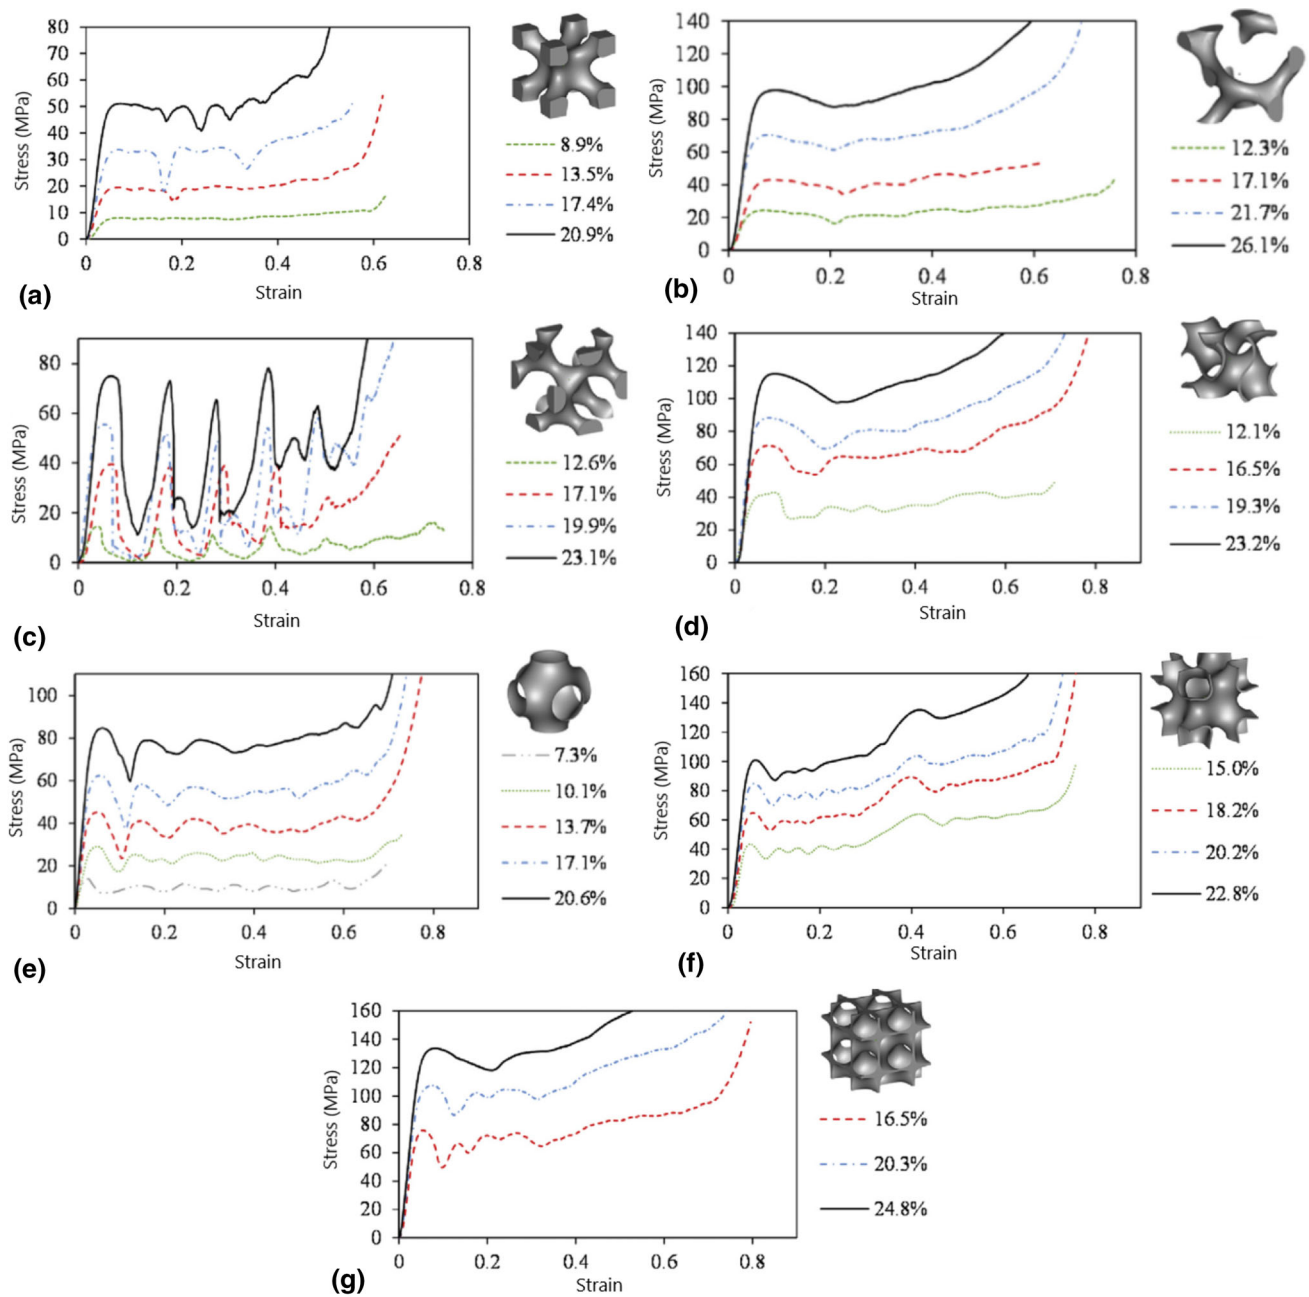 80
70
60
50
40
30
20
10
0
Stress (MPa)
0 0.2 0.4 0.6 0.8
Strain
8.9%
13.5%
17.4%
20.9%
(a)
140
120
100
80
60
40
20
0
Stress (MPa)
0 0.2 0.4 0.6 0.8
Strain
12.3%
17.1%
21.7%
26.1%
(b)
80
60
40
20
0
Stress (MPa)
0 0.2 0.4 0.6 0.8
Strain
12.6%
17.1%
19.9%
23.1%
(c)
140
120
100
80
60
40
20
0
Stress (MPa)
0 0.2 0.4 0.6 0.8
Strain
12.1%
16.5%
19.3%
23.2%
(d)
100
80
60
40
20
0
Stress (MPa)
0 0.2 0.4 0.6 0.8
Strain
7.3%
10.1%
13.7%
17.1%
20.6%
(e)
160
140
120
100
80
60
40
20
0
Stress (MPa)
0 0.2 0.4 0.6 0.8
Strain
15.0%
18.2%
20.2%
22.8%
(f)
160
140
120
100
80
60
40
20
0
Stress (MPa)
0 0.2 0.4 0.6 0.8
Strain
16.5%
20.3%
24.8%
(g)